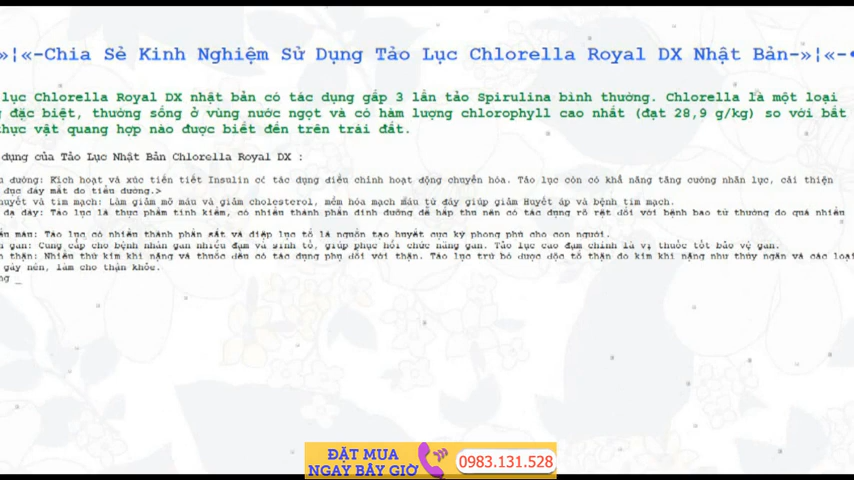 »¦«-Chia Sẻ Kinh Nghiệm Sử Dụng Tảo Lục Chlorella Royal DX Nhật Bản-»¦«-
lục Chlorella Royal DX nhật bản có tác dụng gấp 3 lần tảo Spirulina bình thường. Chlorella là một loại
đặc biệt, thường sống ở vùng nước ngọt và có hàm lượng chlorophyll cao nhất (đạt 28,9 g/kg) so với bất
thực vật quang hợp nào được biết đến trên trái đất.
dụng của Tảo Lục Nhật Bản Chlorella Royal DX :
đường: Kích hoạt và xúc tiến tiết Insulin có tác dụng điều chỉnh hoạt động chuyển hóa. Tảo lục còn có khả năng tăng cường nhãn lực, cải thiện
đục đáy mắt do tiểu đường.>
huyết và tim mạch: Làm giảm mỡ máu và giảm cholesterol, mềm hóa mạch máu từ đây giúp giảm Huyết áp và bệnh tim mạch.
dạ dày: Tảo lục là thực phẩm tính kiềm, có nhiều thành phần dinh dưỡng dễ hấp thu nên có tác dụng rõ rệt đối với bệnh bao tử thường do quá nhiều
máu: Tảo lục có nhiều thành phần sắt và diệp lục tố là nguồn tạo huyết cực kỳ phong phú cho con người.
gan: Cung cấp cho bệnh nhân gan nhiều đạm và sinh tố, giúp phục hồi chức năng gan. Tảo lục cao đạm chính là vị thuốc tốt bảo vệ gan.
thận: Nhiều thứ kim khí nặng và thuốc đều có tác dụng phụ đối với thận. Tảo lục trừ bỏ được độc tố thận do kim khí nặng như thủy ngân và các loại
gây nên, làm cho thận khỏe.
ng _
ĐẶT MUA
NGAY BÂY GIỜ
0983.131.528